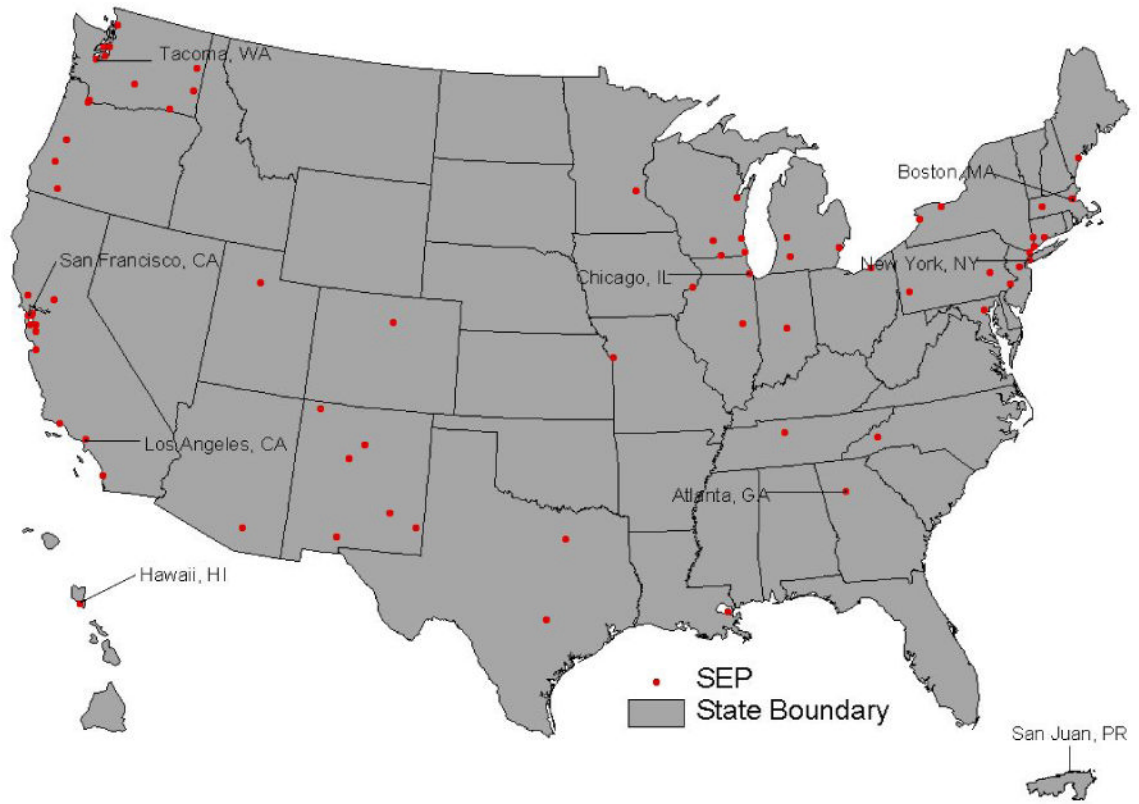 Tacoma, WA
Boston, MA
San Francisco, CA
Chicago, IL
New York, NY
Los Angeles, CA
Atlanta, GA
Hawaii, HI
SEP
State Boundary
San Juan, PR